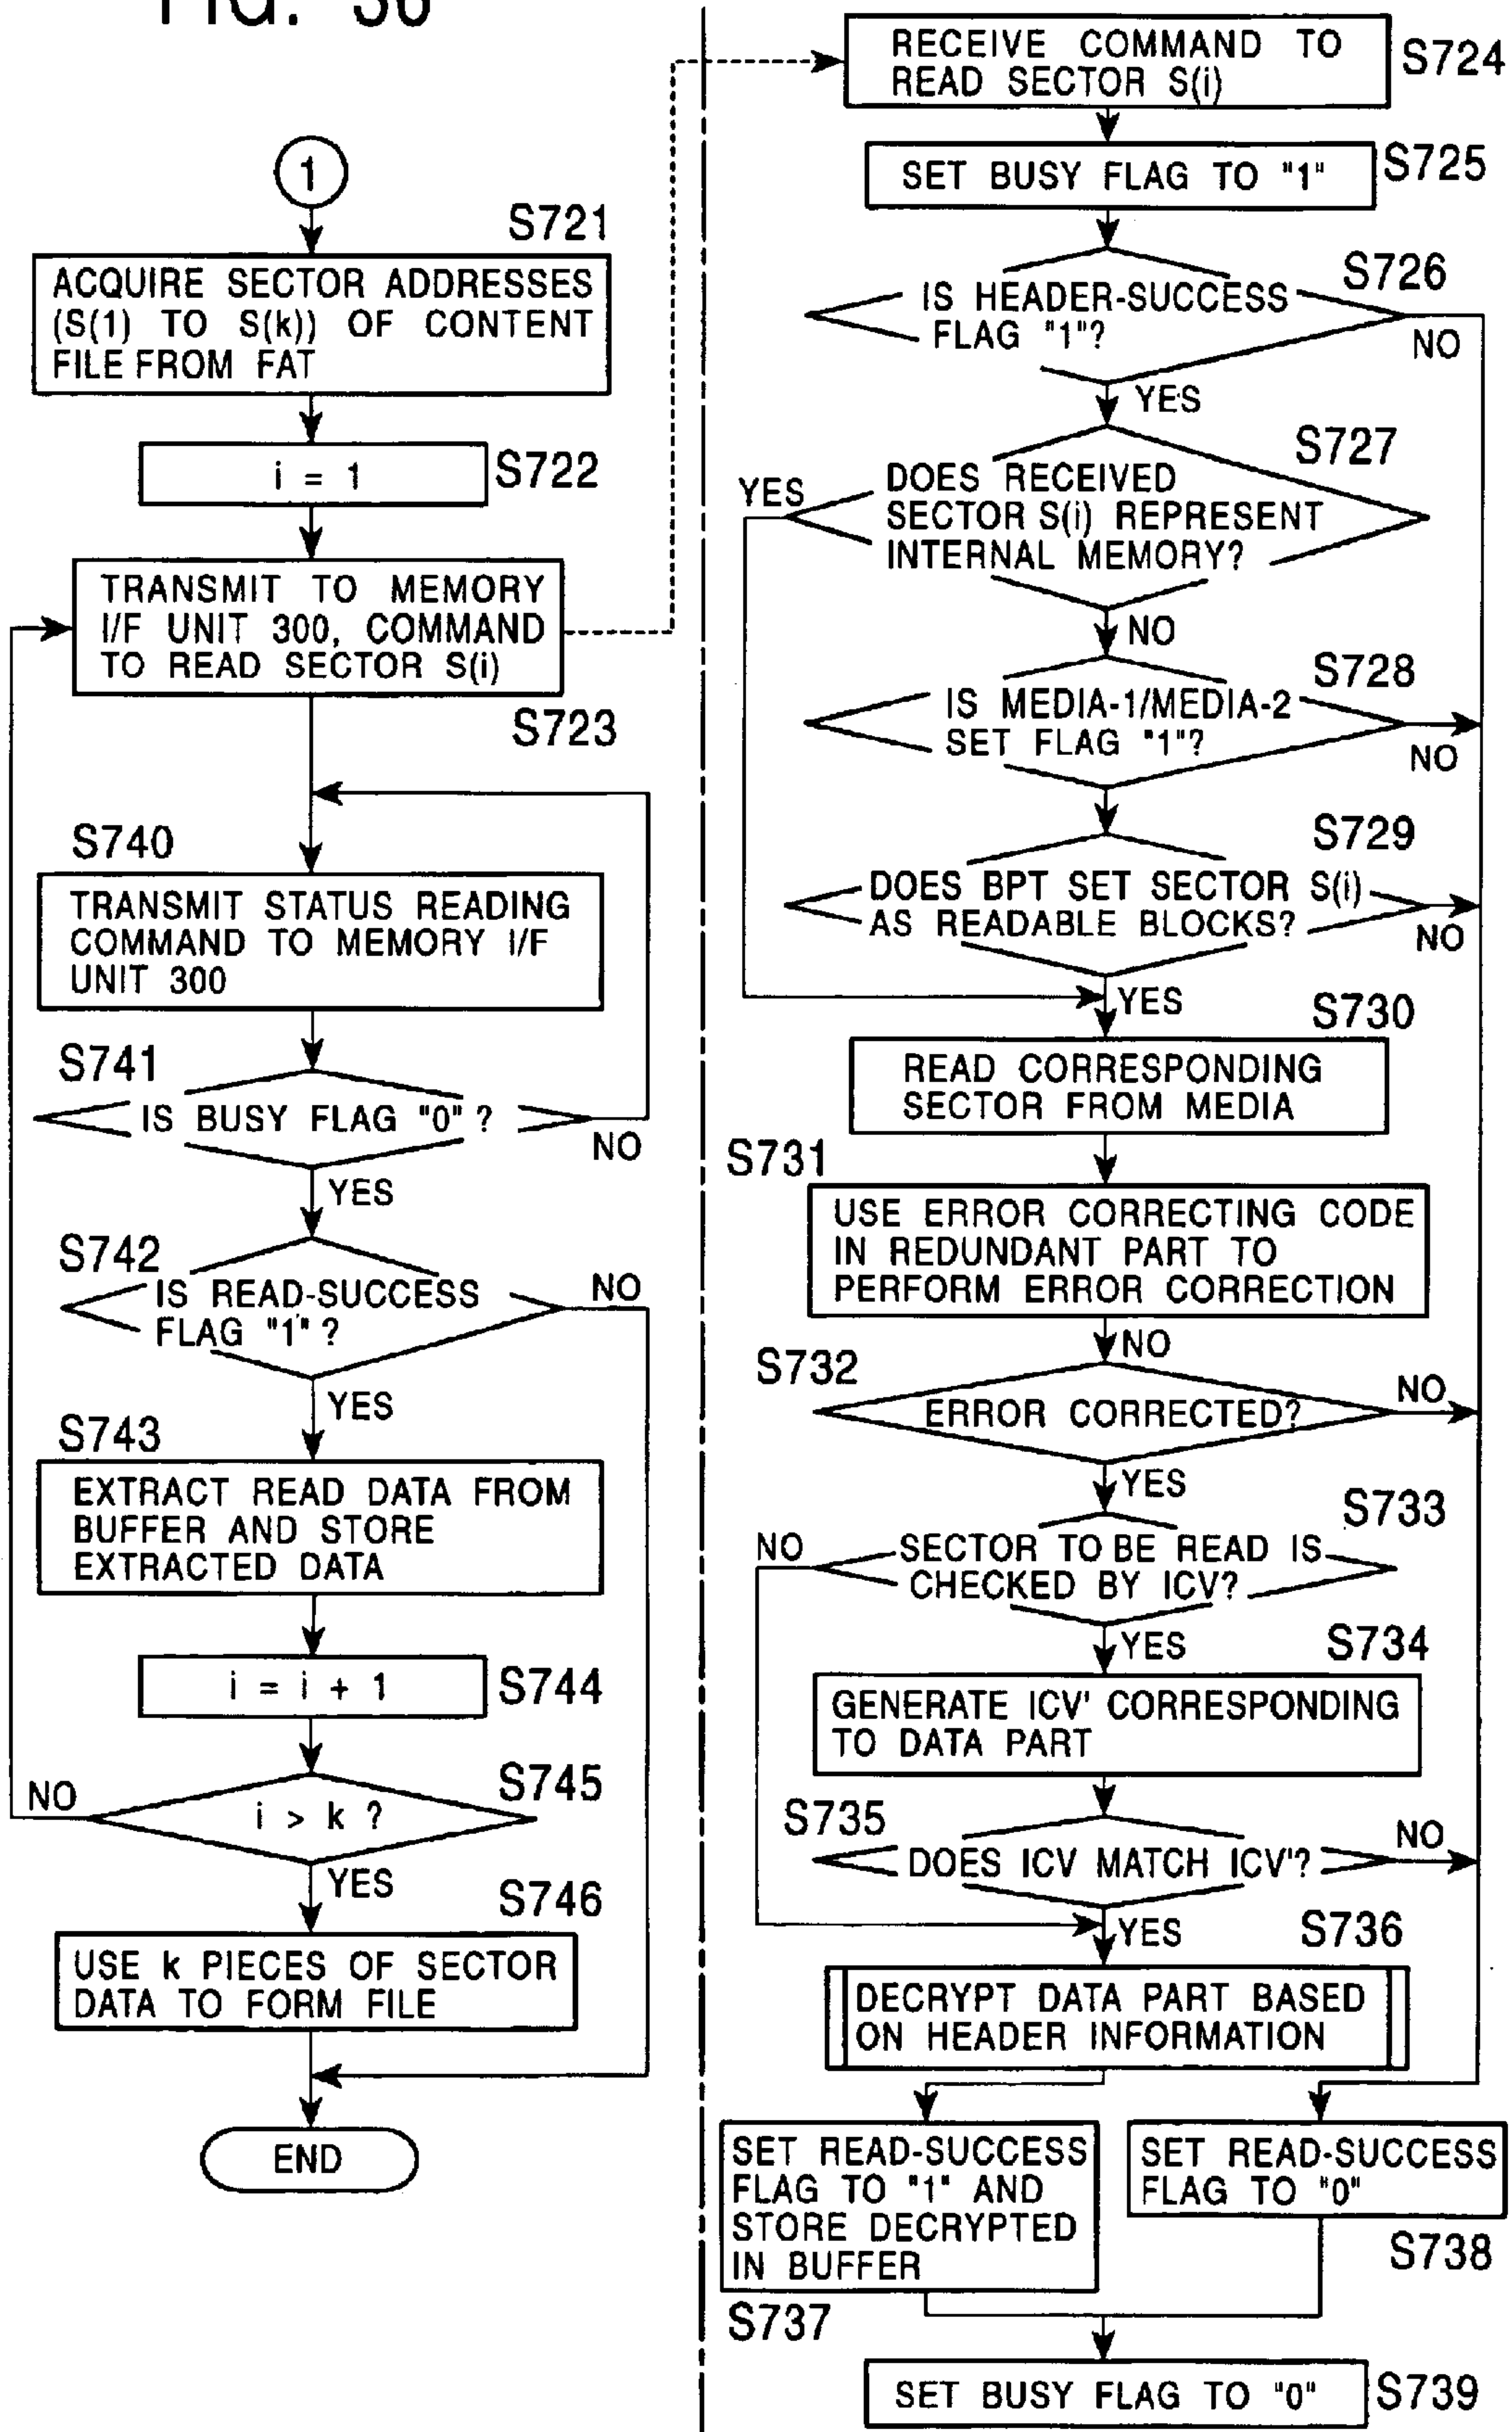 FIG. 36
1
S721
ACQUIRE SECTOR ADDRESSES
(S(1) TO S(k)) OF CONTENT
FILE FROM FAT
i = 1
S722
TRANSMIT TO MEMORY
I/F UNIT 300, COMMAND
TO READ SECTOR S(i)
S723
S740
TRANSMIT STATUS READING
COMMAND TO MEMORY I/F
UNIT 300
S741
IS BUSY FLAG "0" ?
NO
YES
S742
IS READ-SUCCESS
FLAG "1" ?
NO
YES
S743
EXTRACT READ DATA FROM
BUFFER AND STORE
EXTRACTED DATA
i = i + 1
S744
S745
NO
i > k ?
YES
S746
USE k PIECES OF SECTOR
DATA TO FORM FILE
END
RECEIVE COMMAND TO
READ SECTOR S(i)
S724
SET BUSY FLAG TO "1"
S725
S726
IS HEADER-SUCCESS
FLAG "1"?
NO
YES
S727
YES
DOES RECEIVED
SECTOR S(i) REPRESENT
INTERNAL MEMORY?
NO
S728
IS MEDIA-1/MEDIA-2
SET FLAG "1"?
NO
S729
DOES BPT SET SECTOR S(i)
AS READABLE BLOCKS?
NO
YES
S730
READ CORRESPONDING
SECTOR FROM MEDIA
S731
USE ERROR CORRECTING CODE
IN REDUNDANT PART TO
PERFORM ERROR CORRECTION
NO
S732
ERROR CORRECTED?
NO
YES
S733
NO
SECTOR TO BE READ IS
CHECKED BY ICV?
YES
S734
GENERATE ICV' CORRESPONDING
TO DATA PART
S735
DOES ICV MATCH ICV'?
NO
YES
S736
DECRYPT DATA PART BASED
ON HEADER INFORMATION
SET READ-SUCCESS
FLAG TO "1" AND
STORE DECRYPTED
IN BUFFER
S737
SET READ-SUCCESS
FLAG TO "0"
S738
SET BUSY FLAG TO "0"
S739